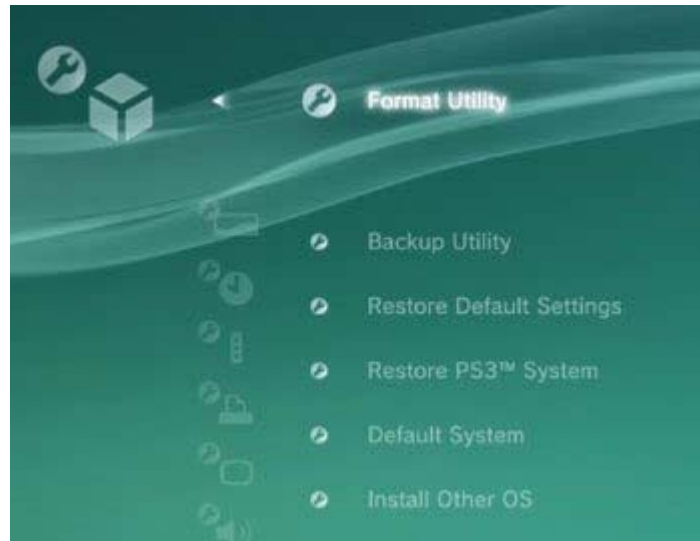 Format Utility
Backup Utility
Restore Default Settings
Restore PS3™ System
Default System
Install Other OS